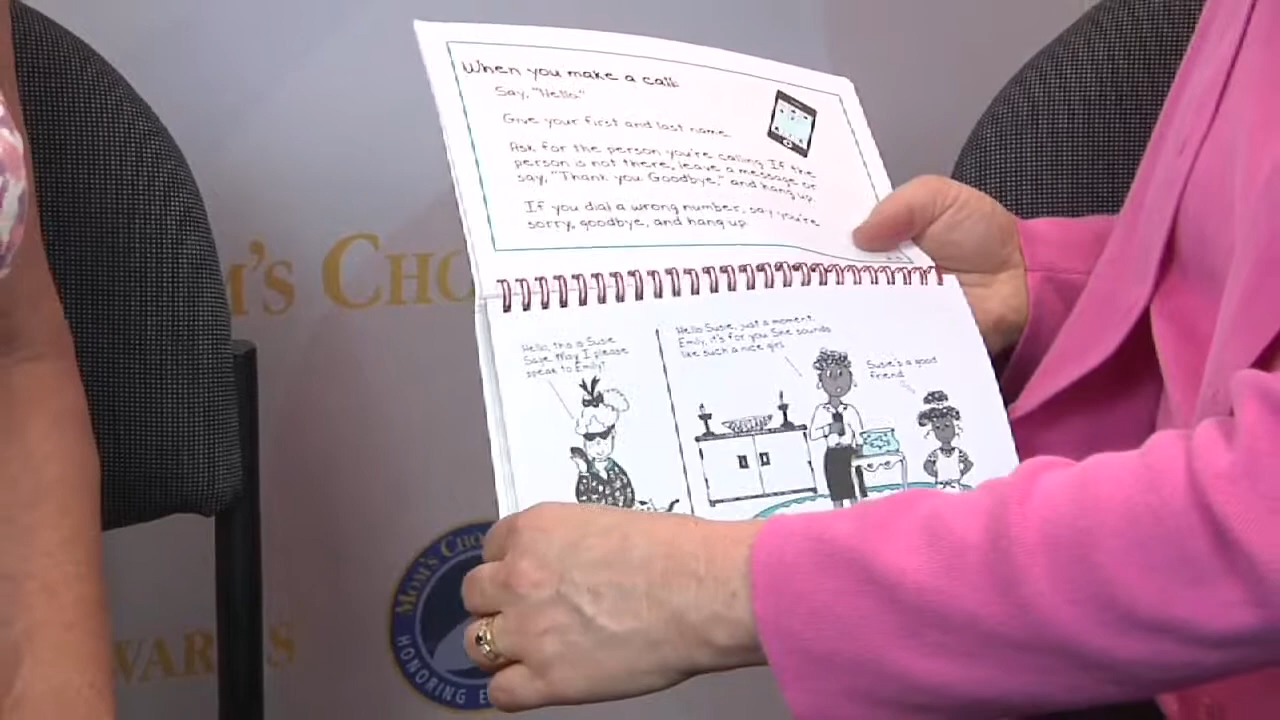 When you make a call:
Say, "Hello."
Give your first and last name.
Ask for the person you're calling. If the
person is not there, leave a message or
say, "Thank you. Goodbye," and hang up.
If you dial a wrong number, say you're
sorry, goodbye, and hang up.
Hello, this is Susie
Sage. May I please
speak to Emily?
Hello Susie, just a moment.
Emily, it's for you. She sounds
like such a nice girl.
Susie's a good
friend.
M'S CHO
WARDS
MOM'S CHO
HONORING E